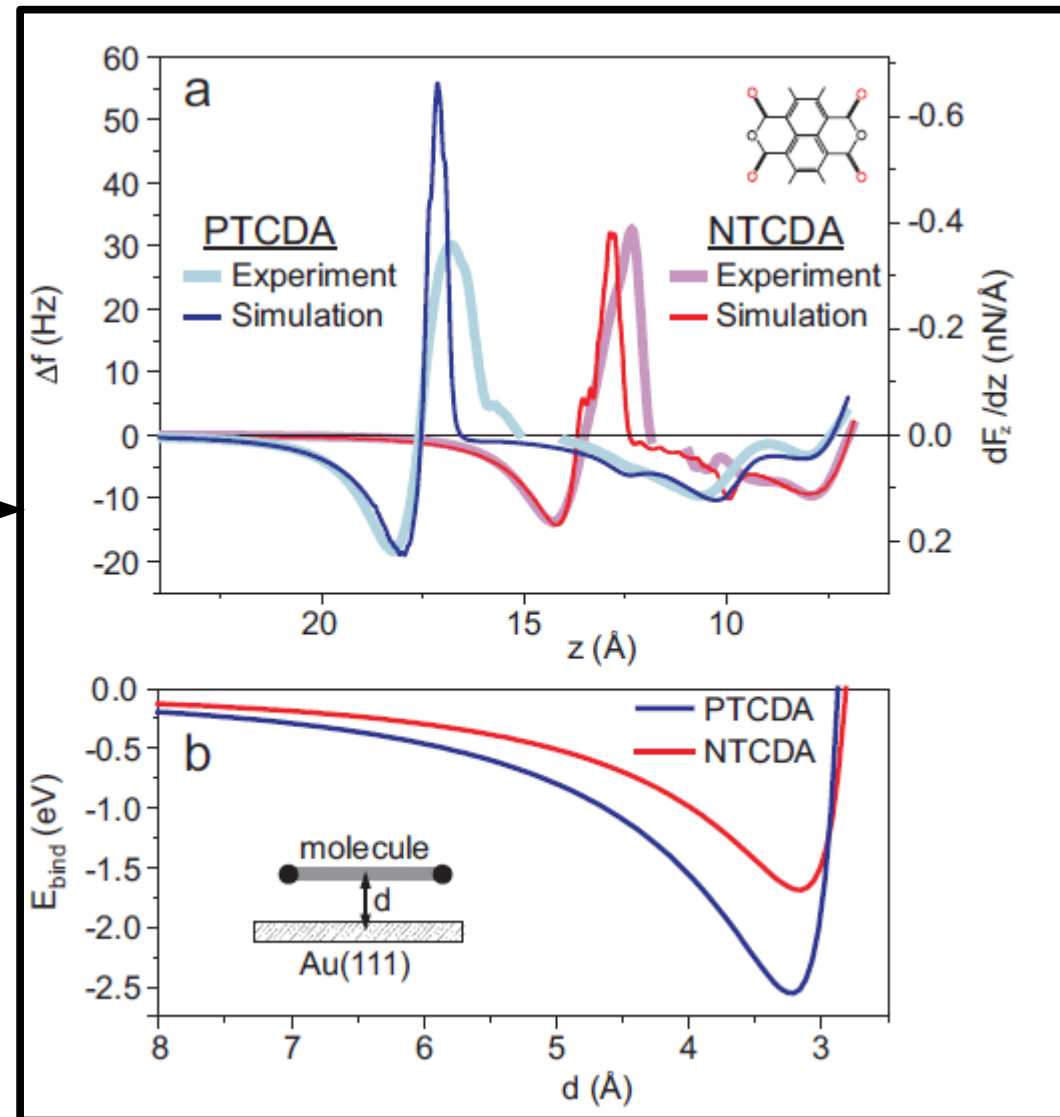 a
60
50
40
30
20
10
0
-10
-20
Δf (Hz)
PTCDA
Experiment
Simulation
NTCDA
Experiment
Simulation
O O
O O
O O
-0.6
-0.4
-0.2
0.0
0.2
dF_z/dz (nN/Å)
20 15 10
z (Å)
b
0.0
-0.5
-1.0
-1.5
-2.0
-2.5
E_bind (eV)
PTCDA
NTCDA
molecule
d
Au(111)
8 7 6 5 4 3
d (Å)